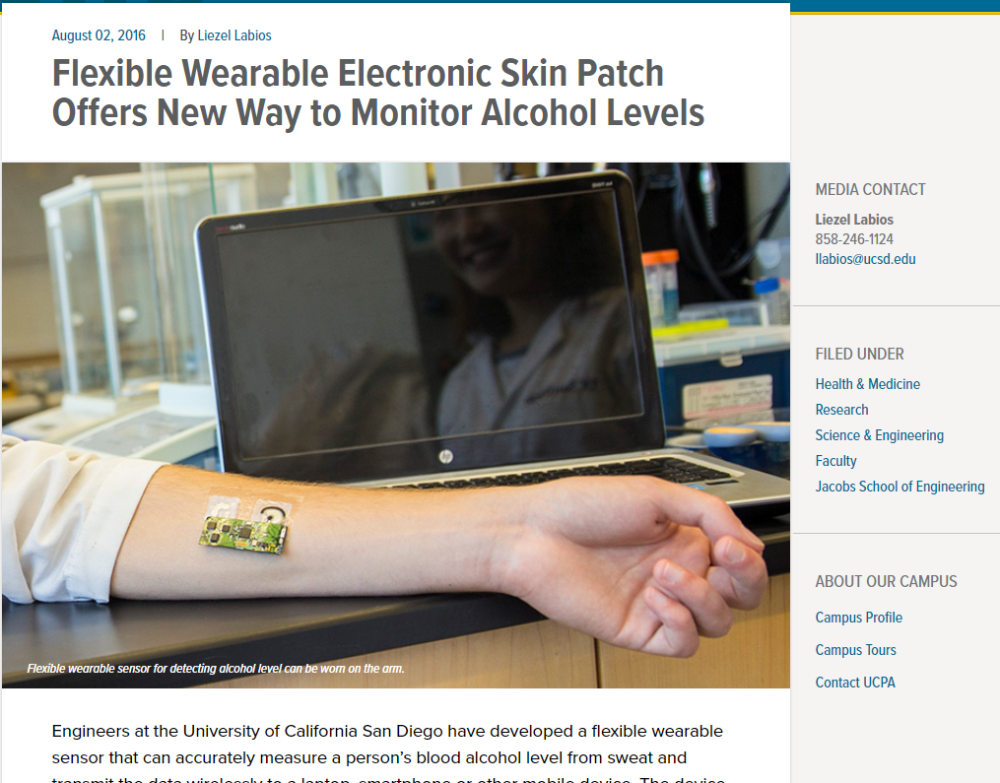 August 02, 2016 | By Liezel Labios
Flexible Wearable Electronic Skin Patch
Offers New Way to Monitor Alcohol Levels
hp
Flexible wearable sensor for detecting alcohol level can be worn on the arm.
Engineers at the University of California San Diego have developed a flexible wearable
sensor that can accurately measure a person’s blood alcohol level from sweat and
transmit the data wirelessly to a laptop, smartphone or other mobile device. The device
MEDIA CONTACT
Liezel Labios
858-246-1124
llabios@ucsd.edu
FILED UNDER
Health & Medicine
Research
Science & Engineering
Faculty
Jacobs School of Engineering
ABOUT OUR CAMPUS
Campus Profile
Campus Tours
Contact UCPA